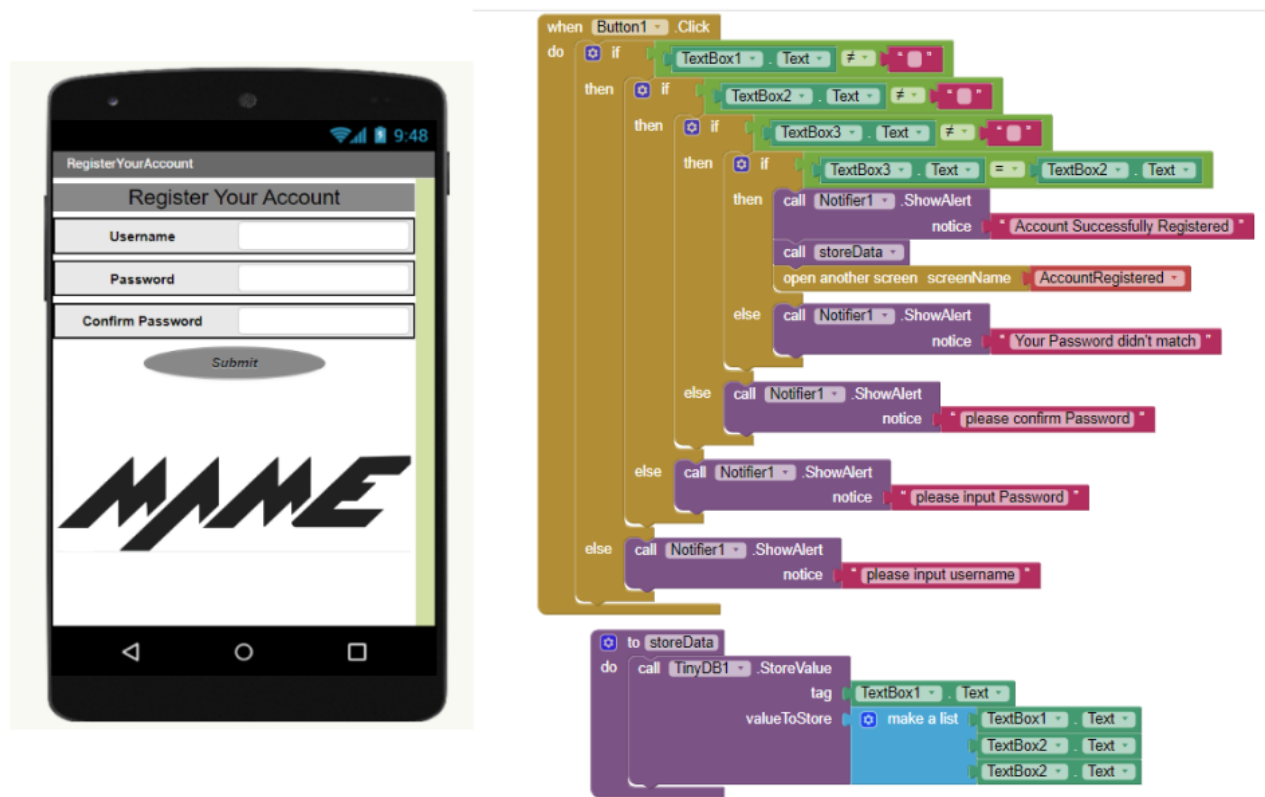 9:48
RegisterYourAccount
Register Your Account
Username
Password
Confirm Password
Submit
MAME
when Button1 .Click
do if TextBox1 . Text ≠ " "
then if TextBox2 . Text ≠ " "
then if TextBox3 . Text ≠ " "
then if TextBox3 . Text = TextBox2 . Text
then call Notifier1 .ShowAlert
notice " Account Successfully Registered "
call storeData
open another screen screenName AccountRegistered
else call Notifier1 .ShowAlert
notice " Your Password didn't match "
else call Notifier1 .ShowAlert
notice " please confirm Password "
else call Notifier1 .ShowAlert
notice " please input Password "
else call Notifier1 .ShowAlert
notice " please input username "
to storeData
do call TinyDB1 .StoreValue
tag TextBox1 . Text
valueToStore make a list TextBox1 . Text
TextBox2 . Text
TextBox2 . Text